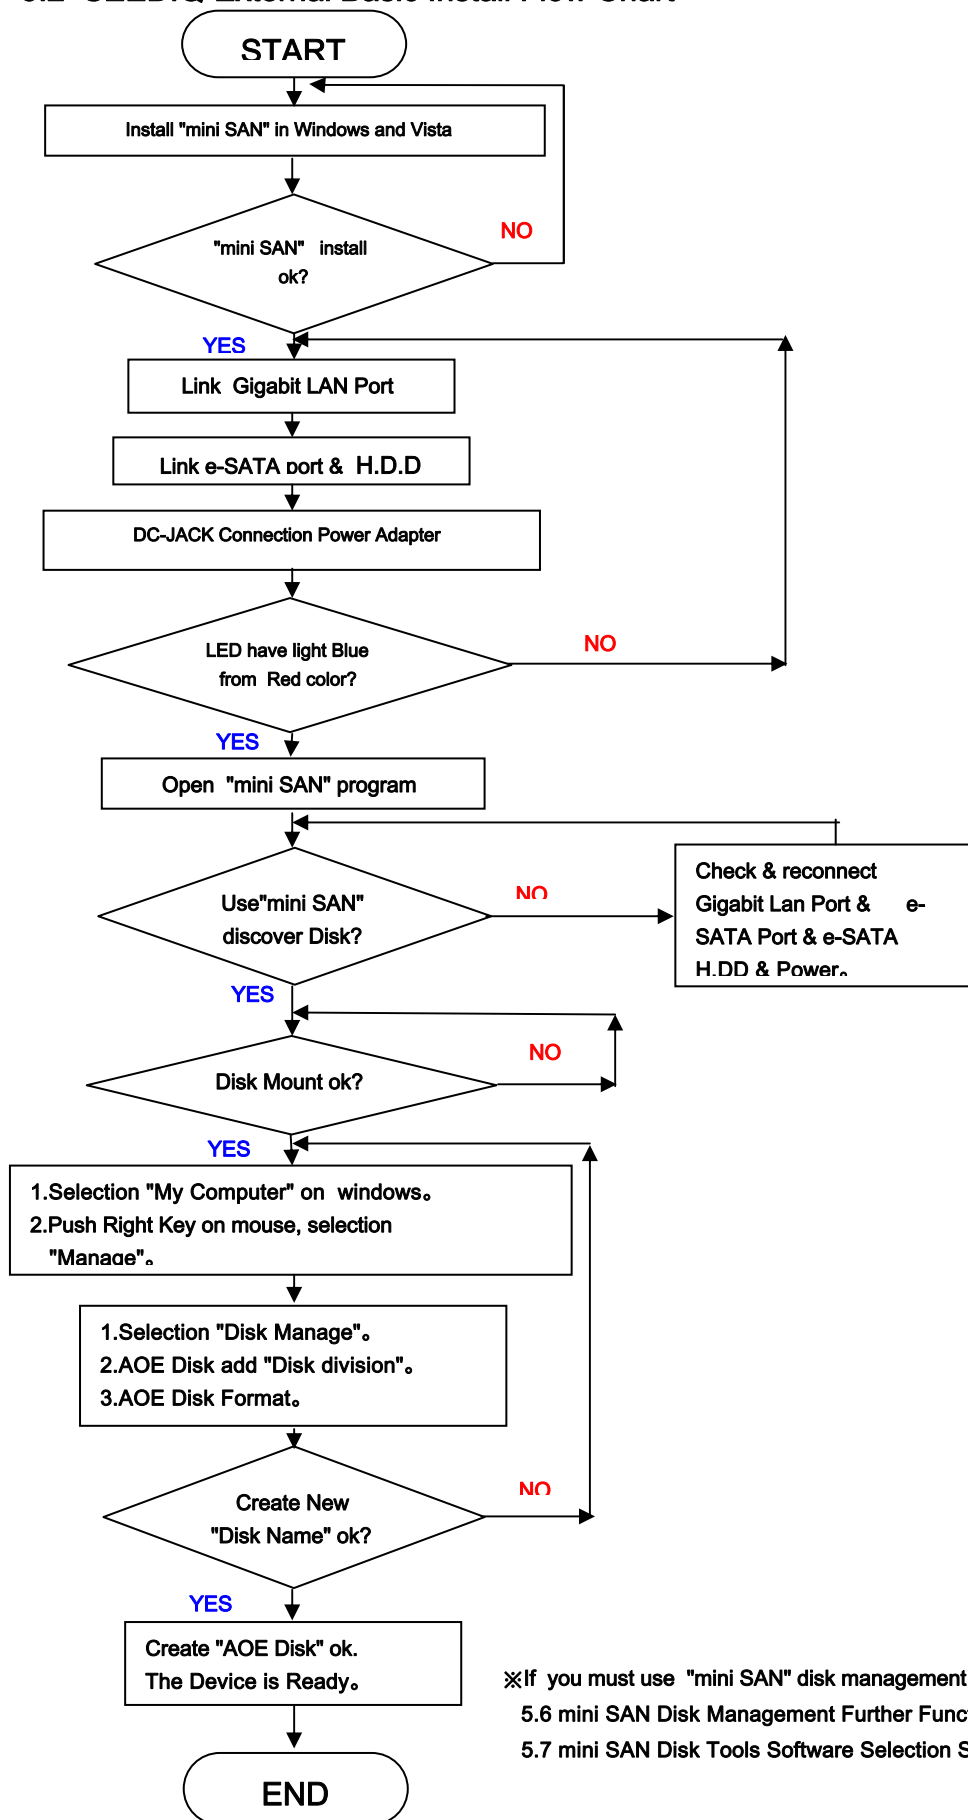 External Basic Install Flow Chart
START
Install "mini SAN" in Windows and Vista
"mini SAN" install
ok?
NO
YES
Link Gigabit LAN Port
Link e-SATA port & H.D.D
DC-JACK Connection Power Adapter
LED have light Blue
from Red color?
NO
YES
Open "mini SAN" program
Use"mini SAN"
discover Disk?
NO
Check & reconnect
Gigabit Lan Port & e-
SATA Port & e-SATA
H.DD & Power。
YES
Disk Mount ok?
NO
YES
1.Selection "My Computer" on windows。
2.Push Right Key on mouse, selection
"Manage"。
1.Selection "Disk Manage"。
2.AOE Disk add "Disk division"。
3.AOE Disk Format。
Create New
"Disk Name" ok?
NO
YES
Create "AOE Disk" ok.
The Device is Ready。
※If you must use "mini SAN" disk management
5.6 mini SAN Disk Management Further Func
5.7 mini SAN Disk Tools Software Selection S
END